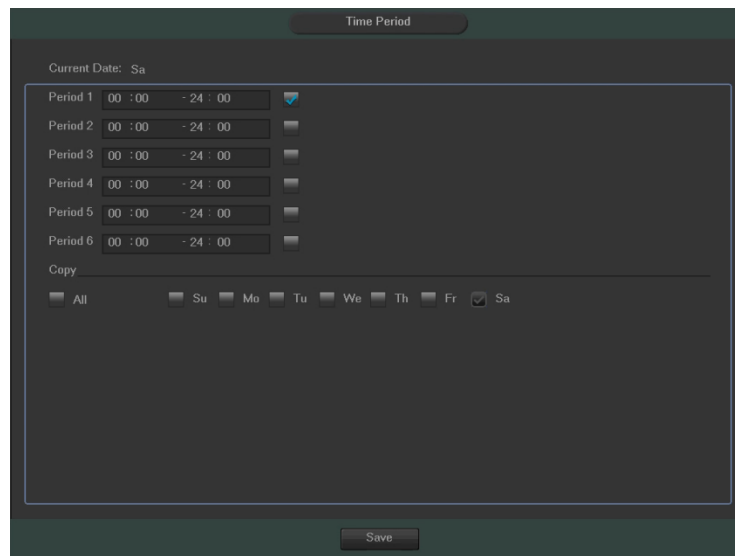 Time Period
Current Date: Sa
Period 1 00 :00 - 24 : 00
Period 2 00 :00 - 24 : 00
Period 3 00 :00 - 24 : 00
Period 4 00 :00 - 24 : 00
Period 5 00 :00 - 24 : 00
Period 6 00 :00 - 24 : 00
Copy
All Su Mo Tu We Th Fr Sa
Save